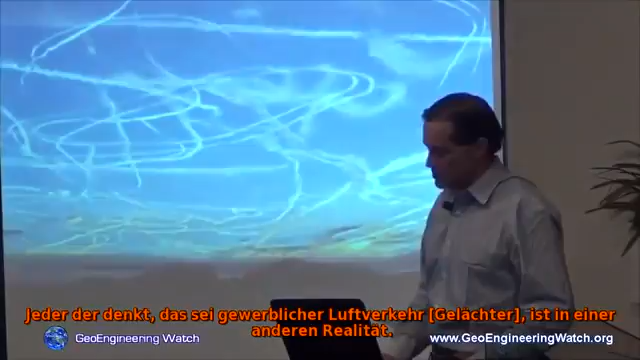 Jeder der denkt, das sei gewerblicher Luftverkehr [Gelächter], ist in einer
anderen Realität.
GeoEngineering Watch
www.GeoEngineeringWatch.org